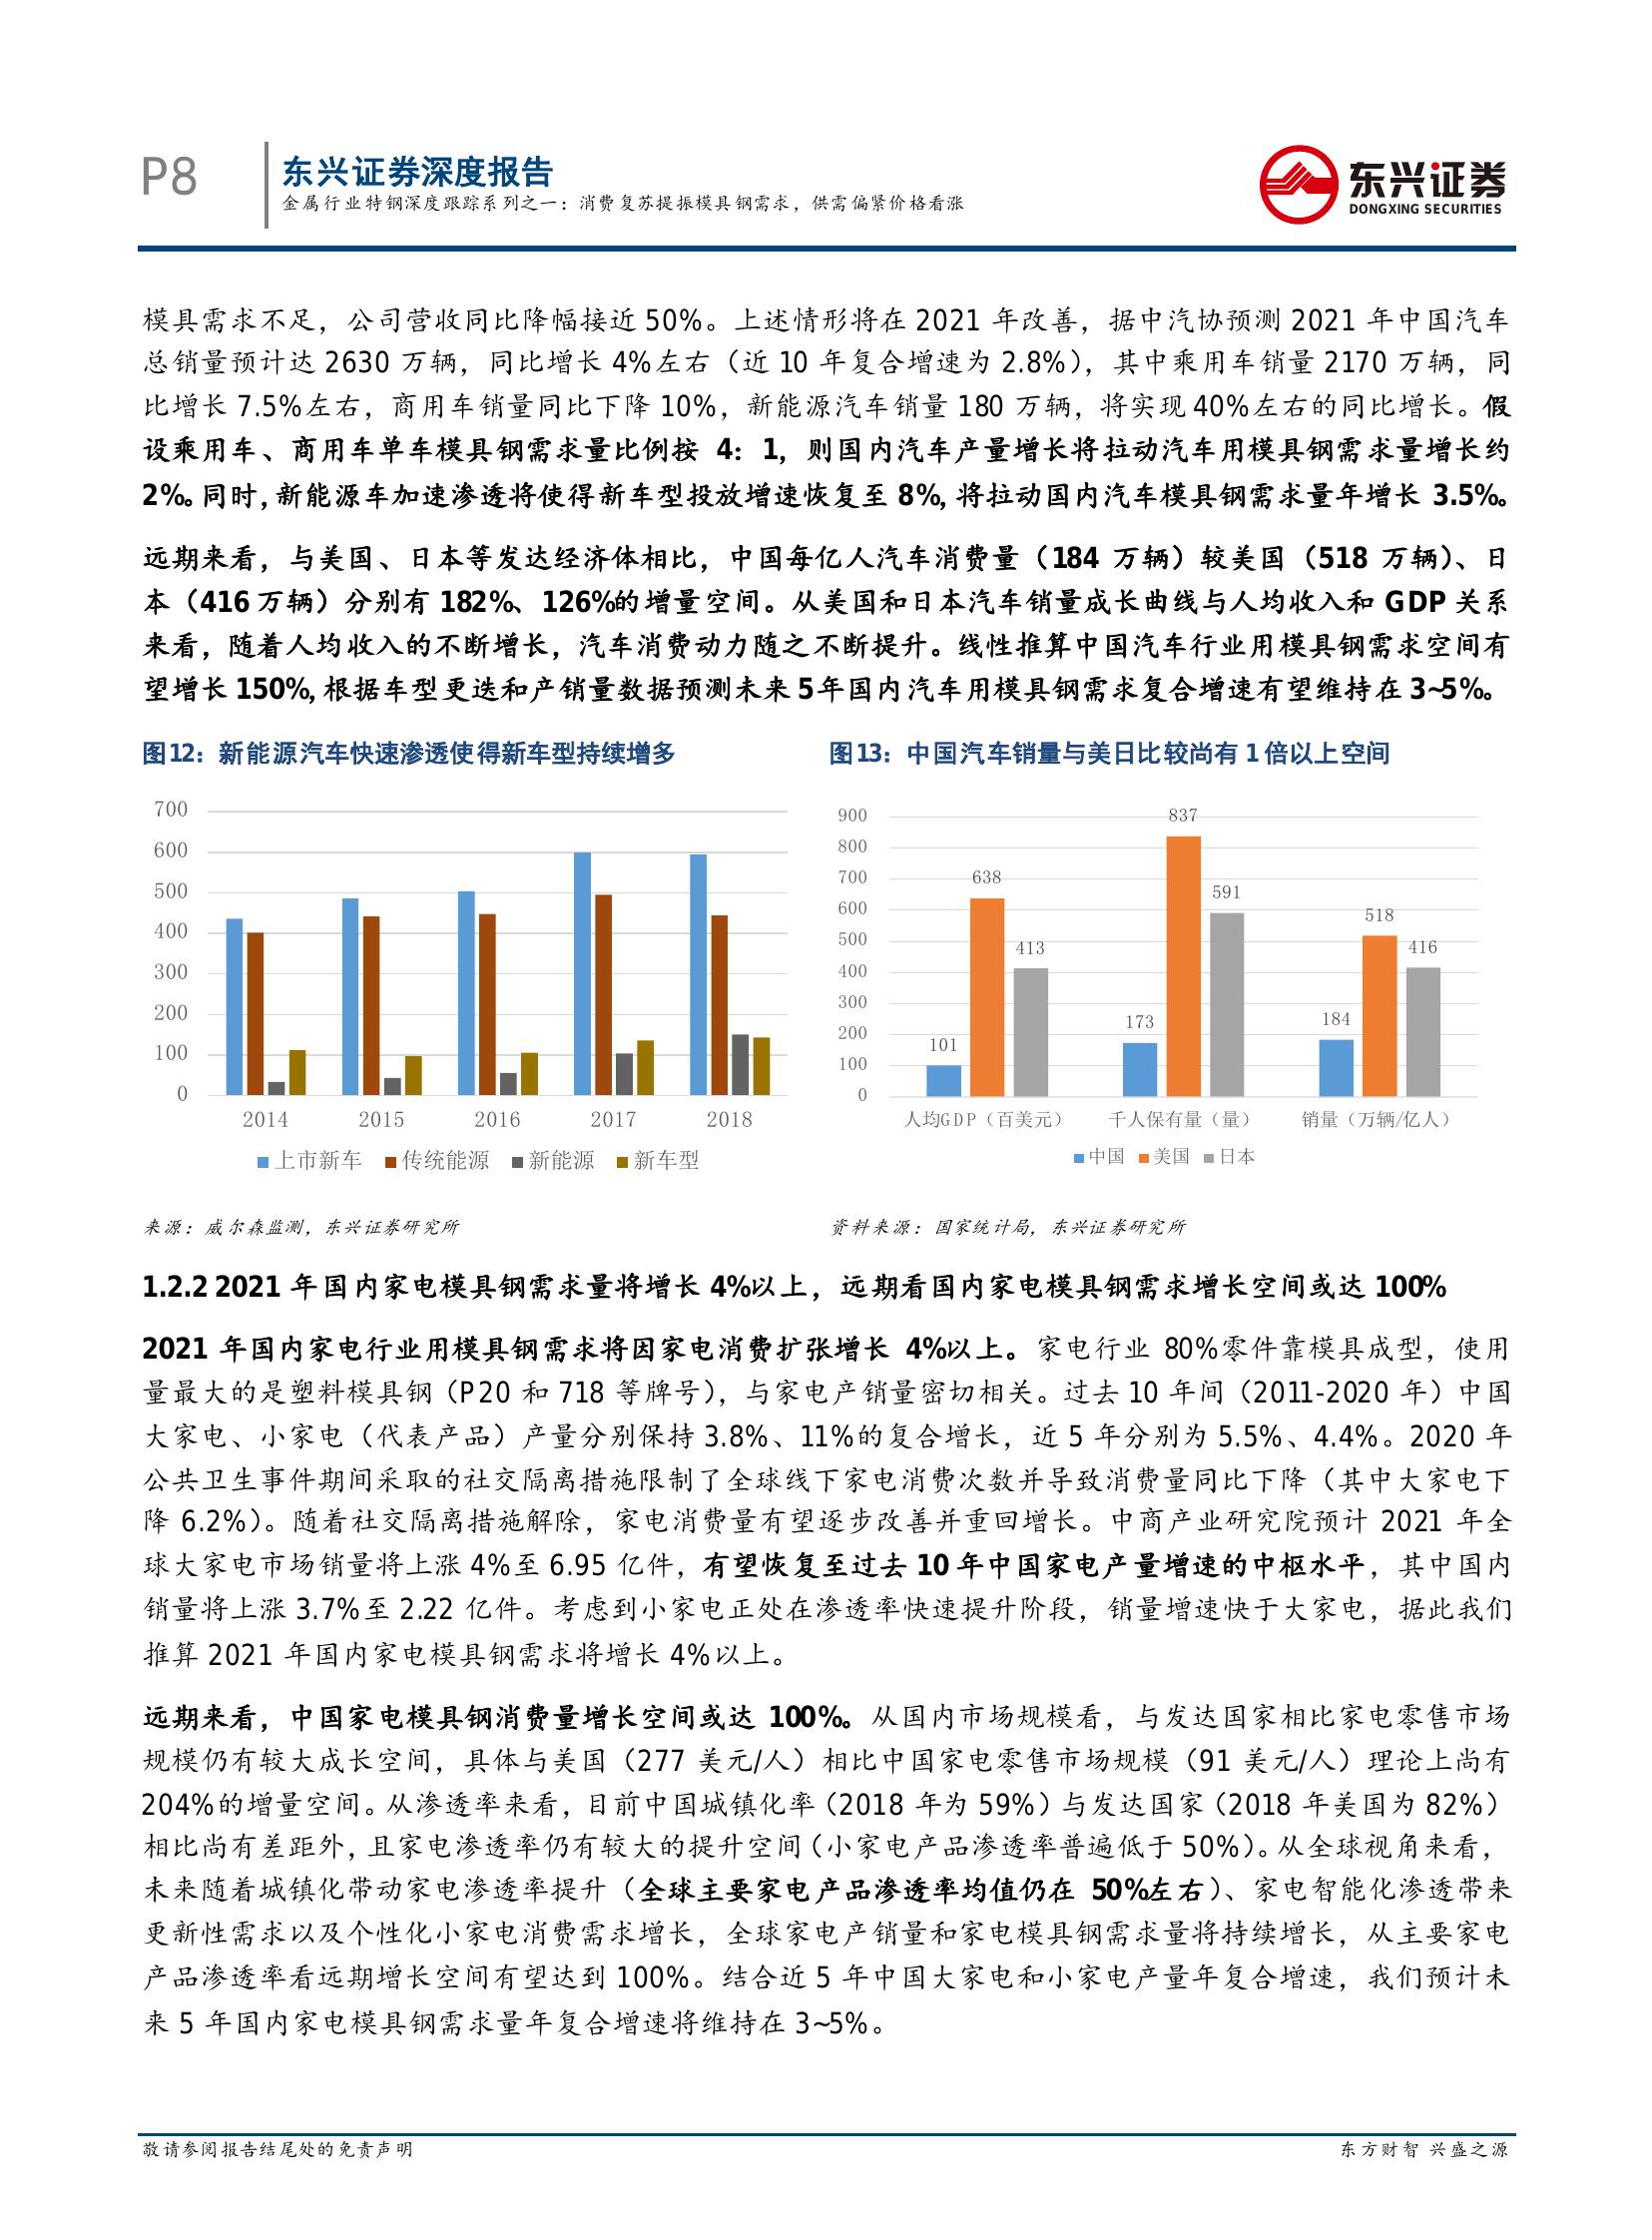 P8
东兴证券深度报告
金属行业特钢深度跟踪系列之一：消费复苏提振模具钢需求，供需偏紧价格看涨
东兴证券
DONGXING SECURITIES
模具需求不足，公司营收同比降幅接近 50%。上述情形将在 2021 年改善，据中汽协预测 2021 年中国汽车
总销量预计达 2630 万辆，同比增长 4%左右（近 10 年复合增速为 2.8%），其中乘用车销量 2170 万辆，同
比增长 7.5%左右，商用车销量同比下降 10%，新能源汽车销量 180 万辆，将实现 40%左右的同比增长。假
设乘用车、商用车单车模具钢需求量比例按 4：1，则国内汽车产量增长将拉动汽车用模具钢需求量增长约
2%。同时，新能源车加速渗透将使得新车型投放增速恢复至 8%，将拉动国内汽车模具钢需求量年增长 3.5%。
远期来看，与美国、日本等发达经济体相比，中国每亿人汽车消费量（184 万辆）较美国（518 万辆）、日
本（416 万辆）分别有 182%、126%的增量空间。从美国和日本汽车销量成长曲线与人均收入和 GDP 关系
来看，随着人均收入的不断增长，汽车消费动力随之不断提升。线性推算中国汽车行业用模具钢需求空间有
望增长 150%，根据车型更迭和产销量数据预测未来 5 年国内汽车用模具钢需求复合增速有望维持在 3~5%。
图12：新能源汽车快速渗透使得新车型持续增多
700
600
500
400
300
200
100
0
2014 2015 2016 2017 2018
上市新车 传统能源 新能源 新车型
来源：威尔森监测，东兴证券研究所
图13：中国汽车销量与美日比较尚有 1 倍以上空间
900
800
700
600
500
400
300
200
100
0
101 638 413
173 837 591
184 518 416
人均GDP（百美元） 千人保有量（量） 销量（万辆/亿人）
中国 美国 日本
资料来源：国家统计局，东兴证券研究所
1.2.2 2021 年国内家电模具钢需求量将增长 4%以上，远期看国内家电模具钢需求增长空间或达 100%
2021 年国内家电行业用模具钢需求将因家电消费扩张增长 4%以上。家电行业 80%零件靠模具成型，使用
量最大的是塑料模具钢（P20 和 718 等牌号），与家电产销量密切相关。过去 10 年间（2011-2020 年）中国
大家电、小家电（代表产品）产量分别保持 3.8%、11%的复合增长，近 5 年分别为 5.5%、4.4%。2020 年
公共卫生事件期间采取的社交隔离措施限制了全球线下家电消费次数并导致消费量同比下降（其中大家电下
降 6.2%）。随着社交隔离措施解除，家电消费量有望逐步改善并重回增长。中商产业研究院预计 2021 年全
球大家电市场销量将上涨 4%至 6.95 亿件，有望恢复至过去 10 年中国家电产量增速的中枢水平，其中国内
销量将上涨 3.7%至 2.22 亿件。考虑到小家电正处在渗透率快速提升阶段，销量增速快于大家电，据此我们
推算 2021 年国内家电模具钢需求将增长 4%以上。
远期来看，中国家电模具钢消费量增长空间或达 100%。从国内市场规模看，与发达国家相比家电零售市场
规模仍有较大成长空间，具体与美国（277 美元/人）相比中国家电零售市场规模（91 美元/人）理论上尚有
204%的增量空间。从渗透率来看，目前中国城镇化率（2018 年为 59%）与发达国家（2018 年美国为 82%）
相比尚有差距外，且家电渗透率仍有较大的提升空间（小家电产品渗透率普遍低于 50%）。从全球视角来看，
未来随着城镇化带动家电渗透率提升（全球主要家电产品渗透率均值仍在 50%左右）、家电智能化渗透带来
更新性需求以及个性化小家电消费需求增长，全球家电产销量和家电模具钢需求量将持续增长，从主要家电
产品渗透率看远期增长空间有望达到 100%。结合近 5 年中国大家电和小家电产量年复合增速，我们预计未
来 5 年国内家电模具钢需求量年复合增速将维持在 3~5%。
敬请参阅报告结尾处的免责声明
东方财智 兴盛之源